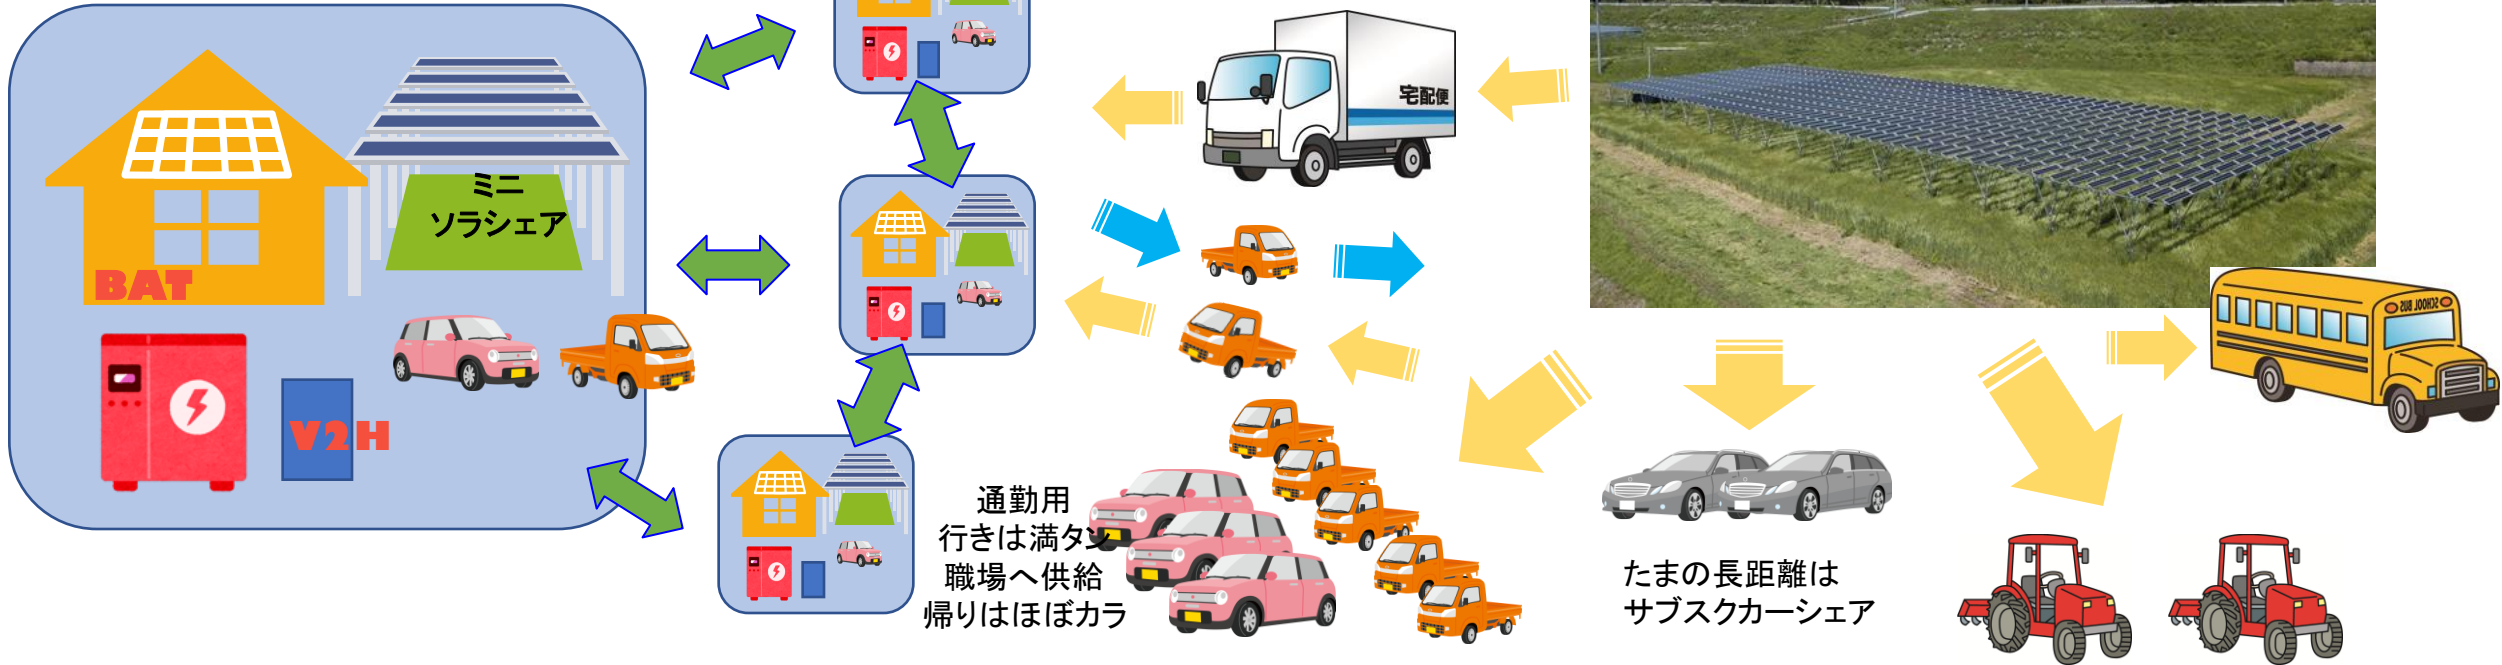 ミニ
ソラシェア
BAT
V2H
宅配便
SCHOOL BUS
通勤用
行きは満タン
職場へ供給
帰りはほぼカラ
たまの長距離は
サブスクカーシェア